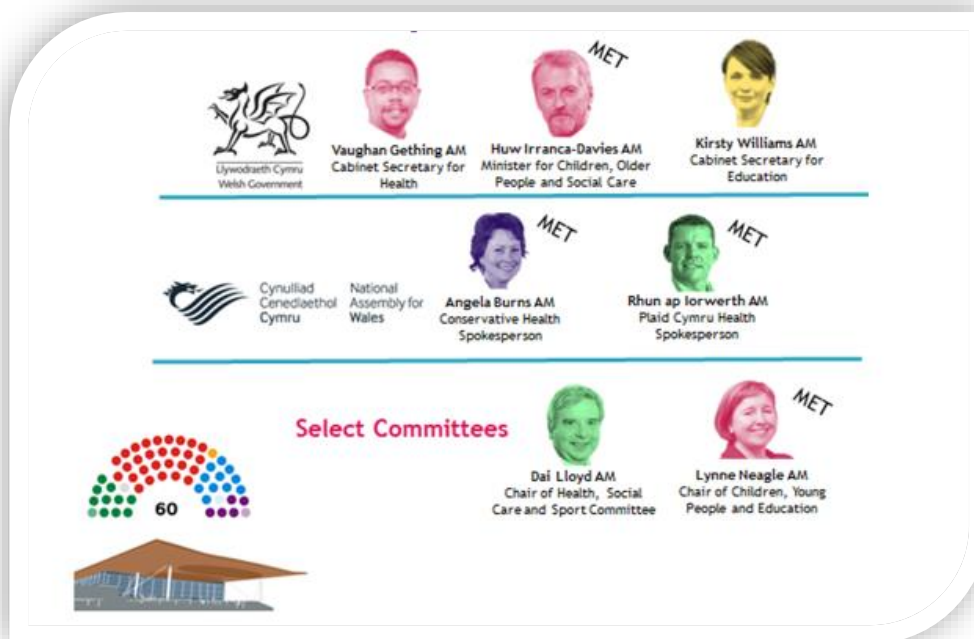 MET
Vaughan Gething AM
Cabinet Secretary for
Health
Huw Irranca-Davies AM
Minister for Children, Older
People and Social Care
Kirsty Williams AM
Cabinet Secretary for
Education
Llywodraeth Cymru
Welsh Government
MET
MET
Cynulliad
Cenedlaethol
Cymru
National
Assembly for
Wales
Angela Burns AM
Conservative Health
Spokesperson
Rhun ap Iorwerth AM
Plaid Cymru Health
Spokesperson
Select Committees
MET
Dai Lloyd AM
Chair of Health, Social
Care and Sport Committee
Lynne Neagle AM
Chair of Children, Young
People and Education
60